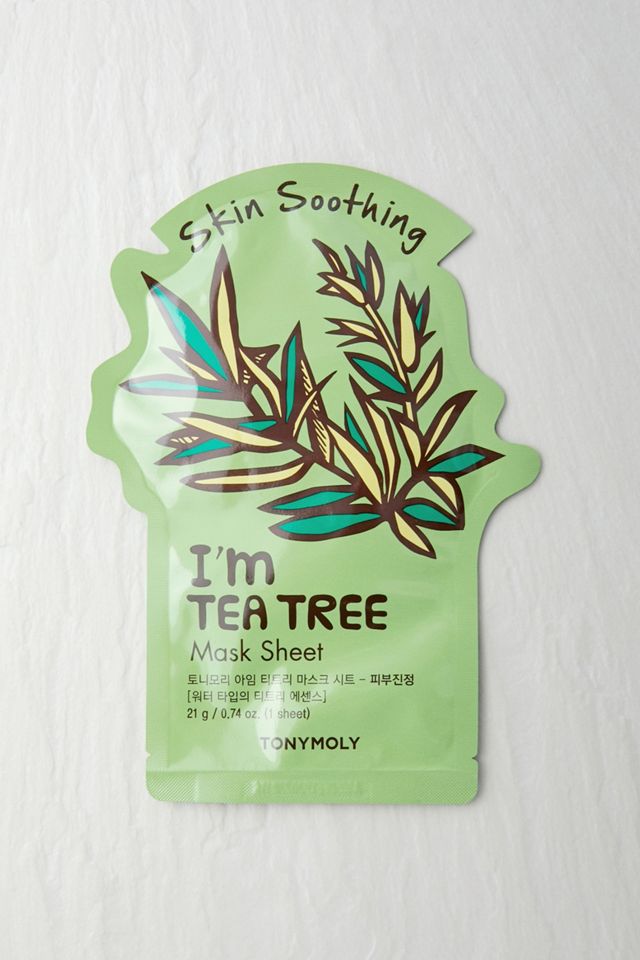 Skin Soothing
I'm
TEA TREE
Mask Sheet
토니모리 아임 티트리 마스크 시트 – 피부진정
[워터 타입의 티트리 에센스]
21 g / 0.74 oz. (1 sheet)
TONYMOLY